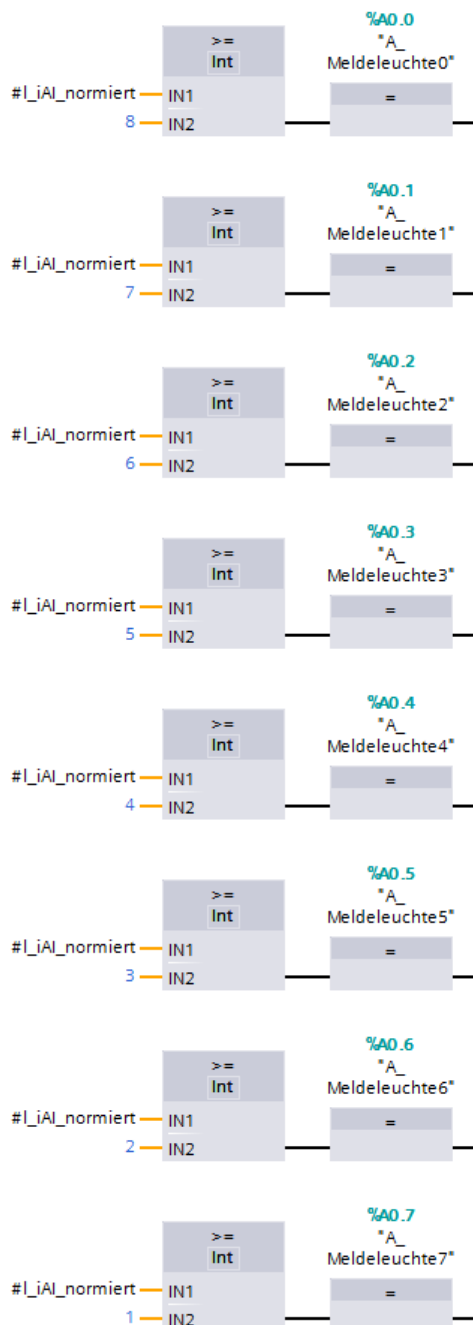 %A0.0
>=
"A_
Int
Meldeleuchte0"
#l_iAI_normiert
IN1
=
8
IN2
%A0.1
>=
"A_
Int
Meldeleuchte1"
#l_iAI_normiert
IN1
=
7
IN2
%A0.2
>=
"A_
Int
Meldeleuchte2"
#l_iAI_normiert
IN1
=
6
IN2
%A0.3
>=
"A_
Int
Meldeleuchte3"
#l_iAI_normiert
IN1
=
5
IN2
%A0.4
>=
"A_
Int
Meldeleuchte4"
#l_iAI_normiert
IN1
=
4
IN2
%A0.5
>=
"A_
Int
Meldeleuchte5"
#l_iAI_normiert
IN1
=
3
IN2
%A0.6
>=
"A_
Int
Meldeleuchte6"
#l_iAI_normiert
IN1
=
2
IN2
%A0.7
>=
"A_
Int
Meldeleuchte7"
#l_iAI_normiert
IN1
=
1
IN2